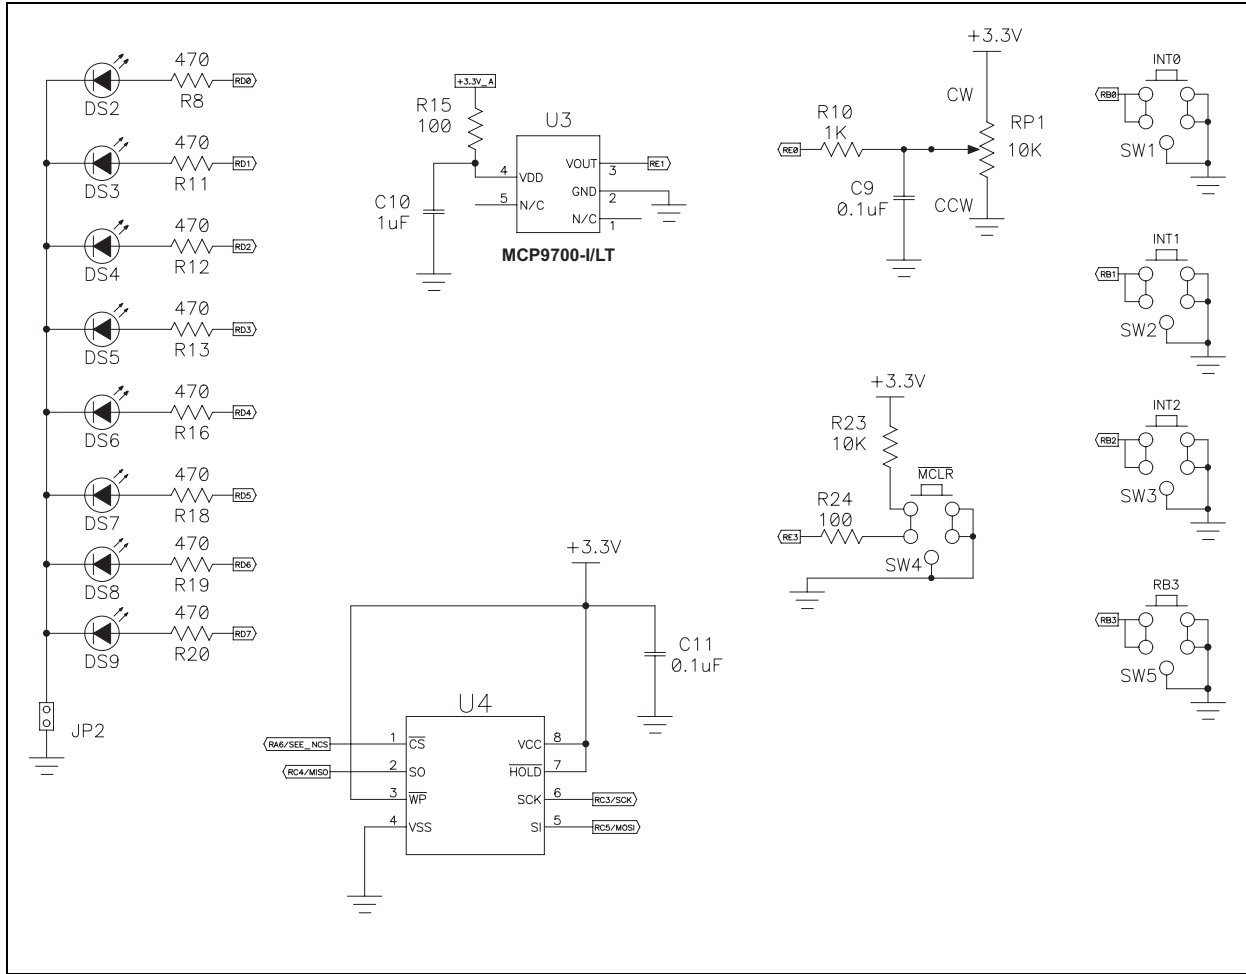 470
DS2
R8
RD0
470
DS3
R11
RD1
470
DS4
R12
RD2
470
DS5
R13
RD3
470
DS6
R16
RD4
470
DS7
R18
RD5
470
DS8
R19
RD6
470
DS9
R20
RD7
JP2
+3.3V_A
R15
100
U3
VOUT
3
RE1
4
VDD
GND
2
5
N/C
N/C
1
C10
1uF
MCP9700-I/LT
+3.3V
CW
R10
1K
RP1
10K
RE0
C9
0.1uF
CCW
+3.3V
R23
10K
MCLR
R24
100
RE3
SW4
INT0
RB0
SW1
INT1
RB1
SW2
INT2
RB2
SW3
RB3
RB3
SW5
+3.3V
C11
0.1uF
U4
RA6/SEE_NCS
1
CS
VCC
8
RC4/MISO
2
SO
HOLD
7
3
WP
SCK
6
RC3/SCK
4
VSS
SI
5
RC5/MOSI